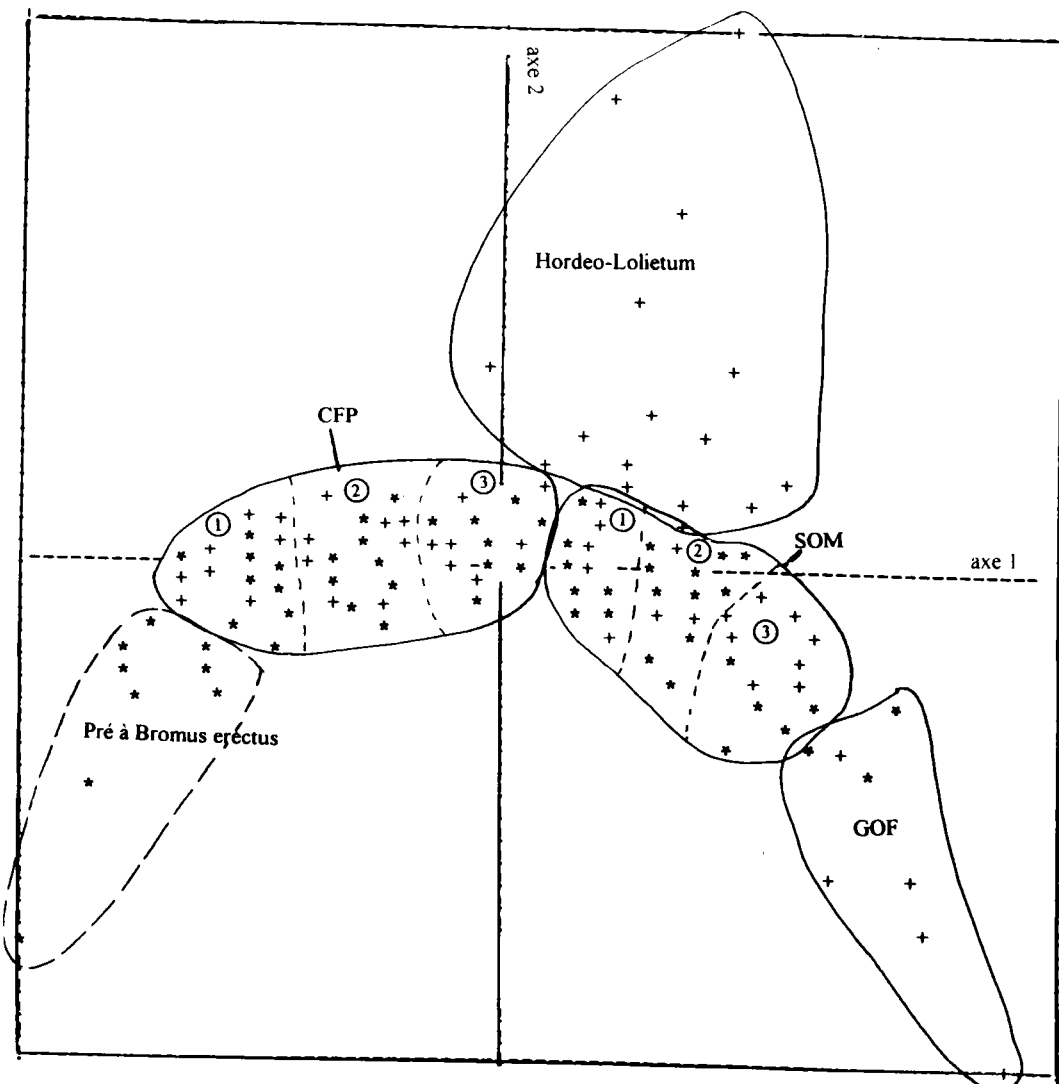 axe 2
Hordeo-Lolietum
CFP
③
②
①
①
②
SOM
axe 1
③
Pré à Bromus erectus
GOF